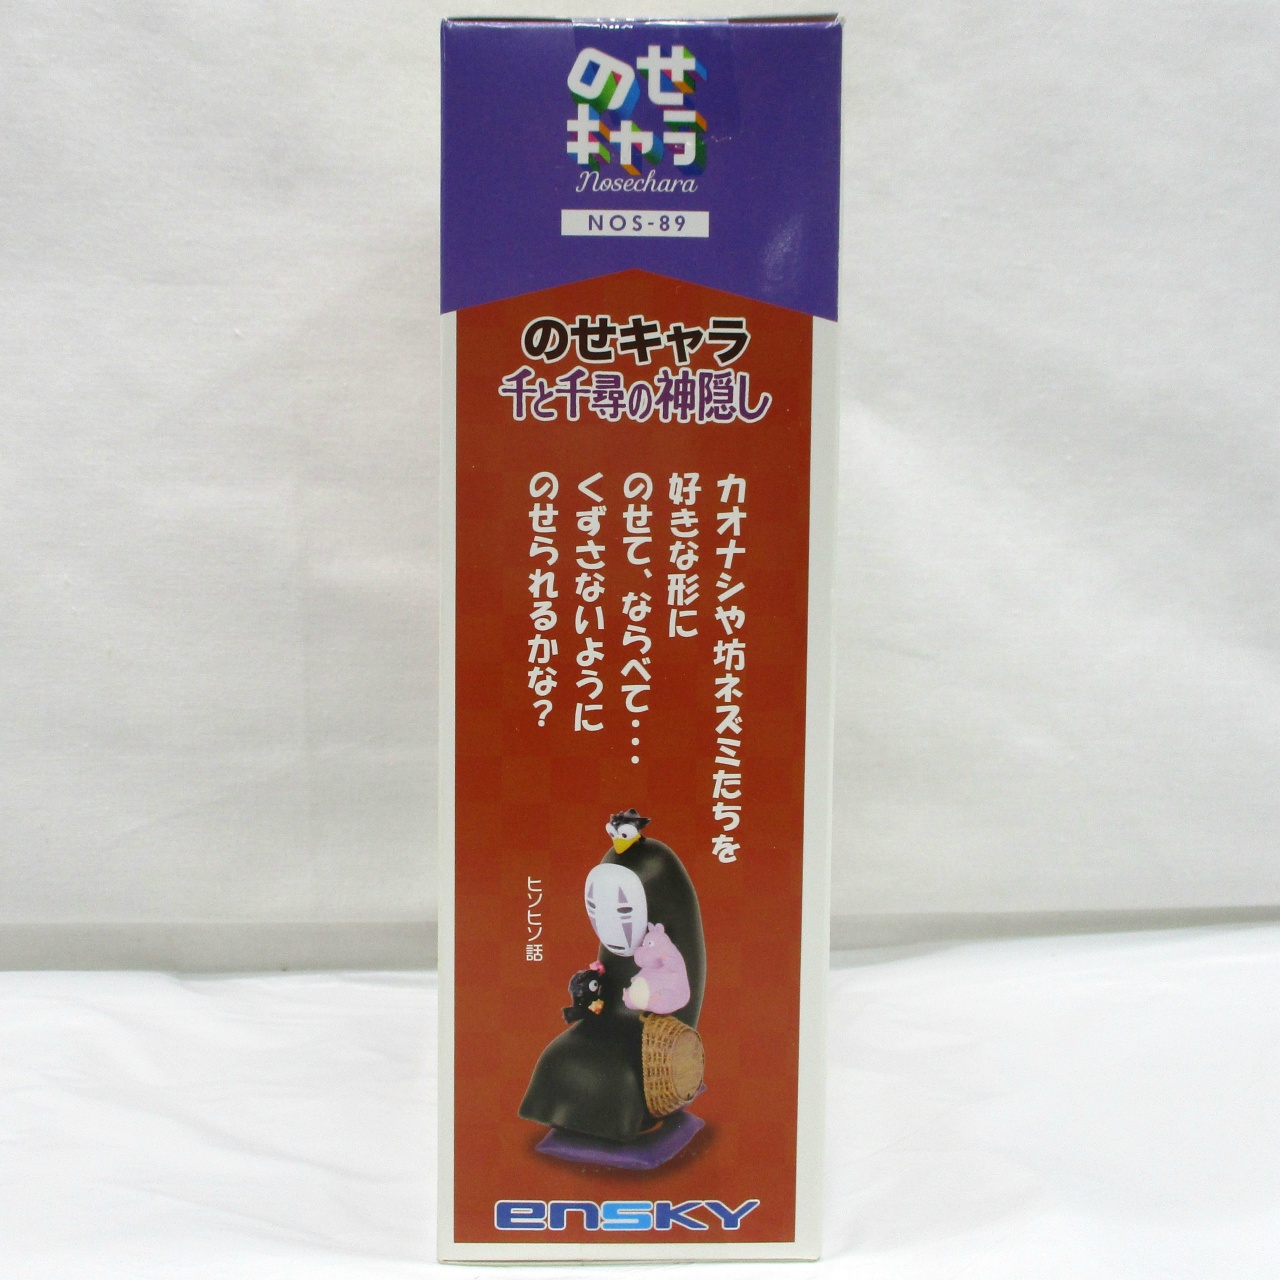 のせ
キャラ
Nosechara
NOS-89
のせキャラ
千と千尋の神隠し
カオナシや坊ネズミたちを
好きな形に
のせて、ならべて・・・
くずさないように
のせられるかな？
ヒソヒソ話
ensky